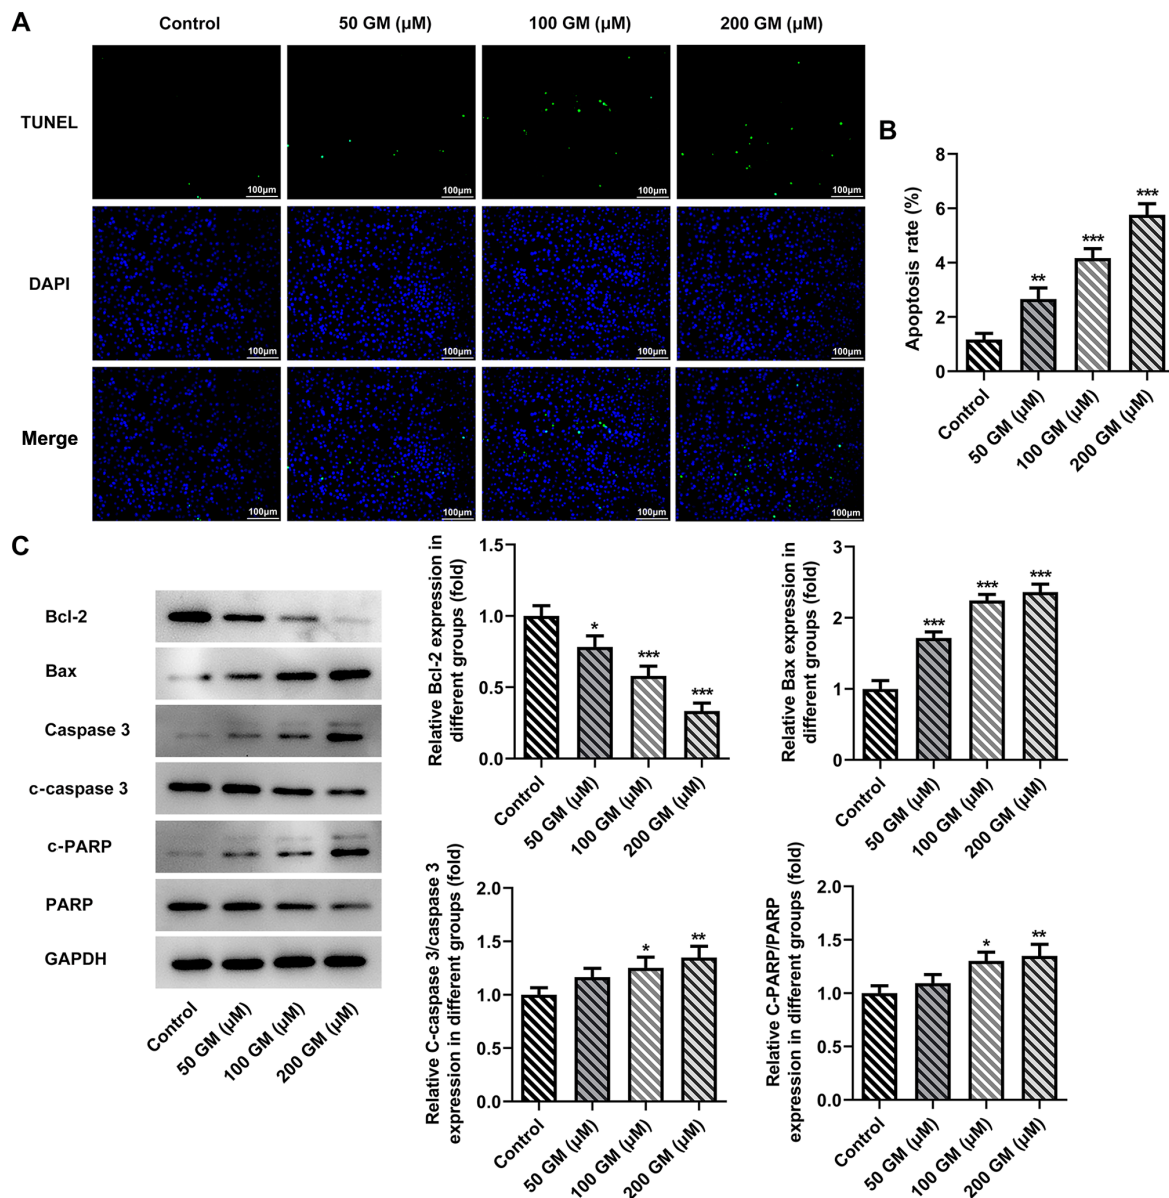 A
Control
50 GM (μM)
100 GM (μM)
200 GM (μM)
TUNEL
100μm
100μm
100μm
100μm
DAPI
100μm
100μm
100μm
100μm
Merge
100μm
100μm
100μm
100μm
B
Apoptosis rate (%)
8
6
4
2
0
**
***
***
Control
50 GM (μM)
100 GM (μM)
200 GM (μM)
C
Bcl-2
Bax
Caspase 3
c-caspase 3
c-PARP
PARP
GAPDH
Control
50 GM (μM)
100 GM (μM)
200 GM (μM)
Relative Bcl-2 expression in
different groups (fold)
1.5
1.0
0.5
0.0
*
***
***
Control
50 GM (μM)
100 GM (μM)
200 GM (μM)
Relative Bax expression in
different groups (fold)
3
2
1
0
***
***
***
Control
50 GM (μM)
100 GM (μM)
200 GM (μM)
Relative C-caspase 3/caspase 3
expression in different groups (fold)
2.0
1.5
1.0
0.5
0.0
*
**
Control
50 GM (μM)
100 GM (μM)
200 GM (μM)
Relative C-PARP/PARP
expression in different groups (fold)
2.0
1.5
1.0
0.5
0.0
*
**
Control
50 GM (μM)
100 GM (μM)
200 GM (μM)